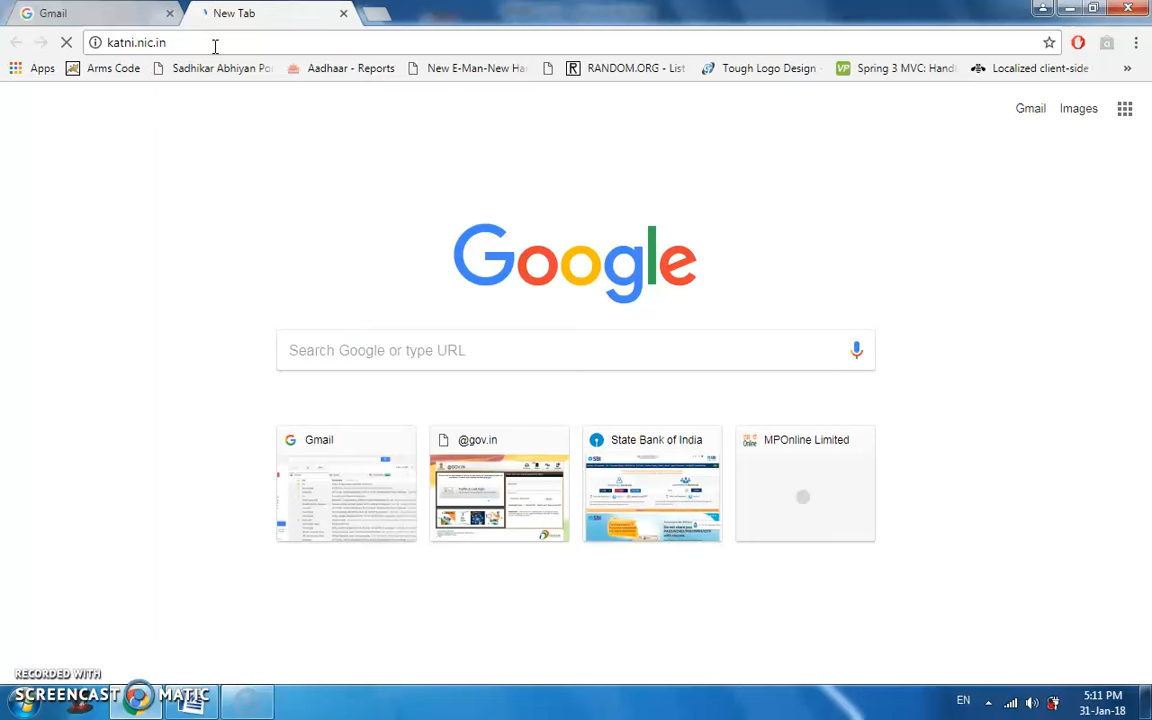 Gmail
New Tab
katni.nic.in
Apps
Arms Code
Sadhikar Abhiyan Po
Aadhaar - Reports
New E-Man-New Ha
RANDOM.ORG - List
Tough Logo Design
Spring 3 MVC: Handl
Localized client-side
»
Gmail
Images
Google
Search Google or type URL
Gmail
@gov.in
State Bank of India
MPOnline Limited
RECORDED WITH
SCREENCAST MATIC
EN
5:11 PM
31-Jan-18